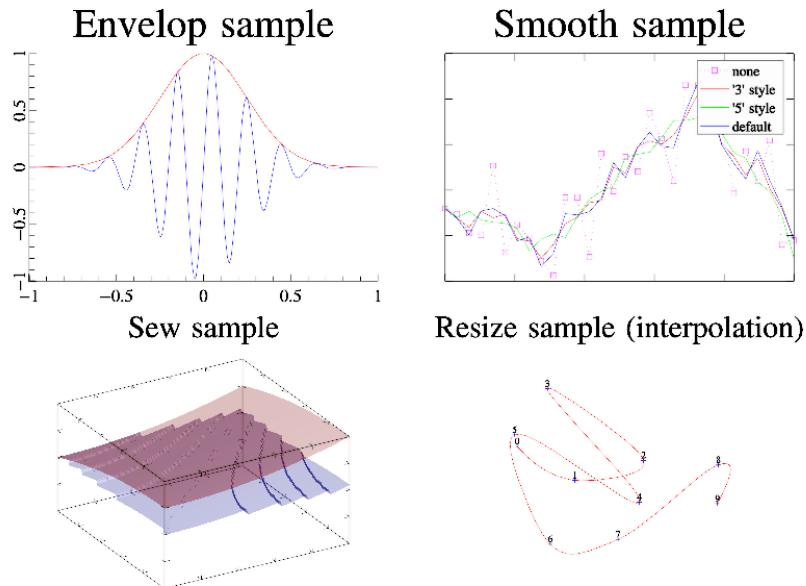 Envelop sample
1
0.5
0
−0.5
−1
−1
−0.5
0
0.5
1
Smooth sample
none
'3' style
'5' style
default
Sew sample
Resize sample (interpolation)
3
5
0
2
8
1
4
9
7
6